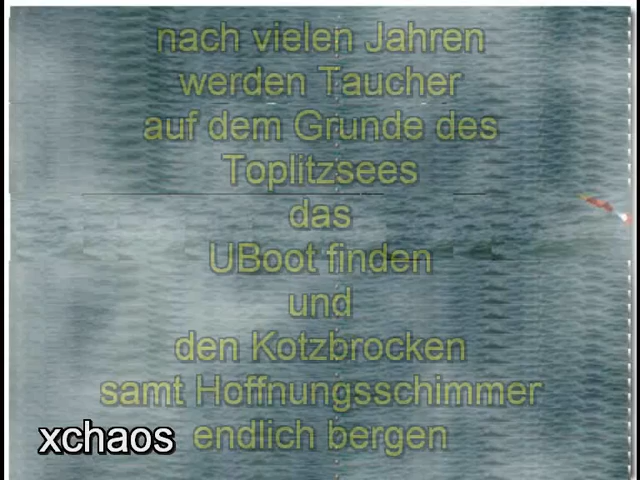 nach vielen Jahren
werden Taucher
auf dem Grunde des
Toplitzsees
das
UBoot finden
und
den Kotzbrocken
samt Hoffnungsschimmer
endlich bergen
xchaos